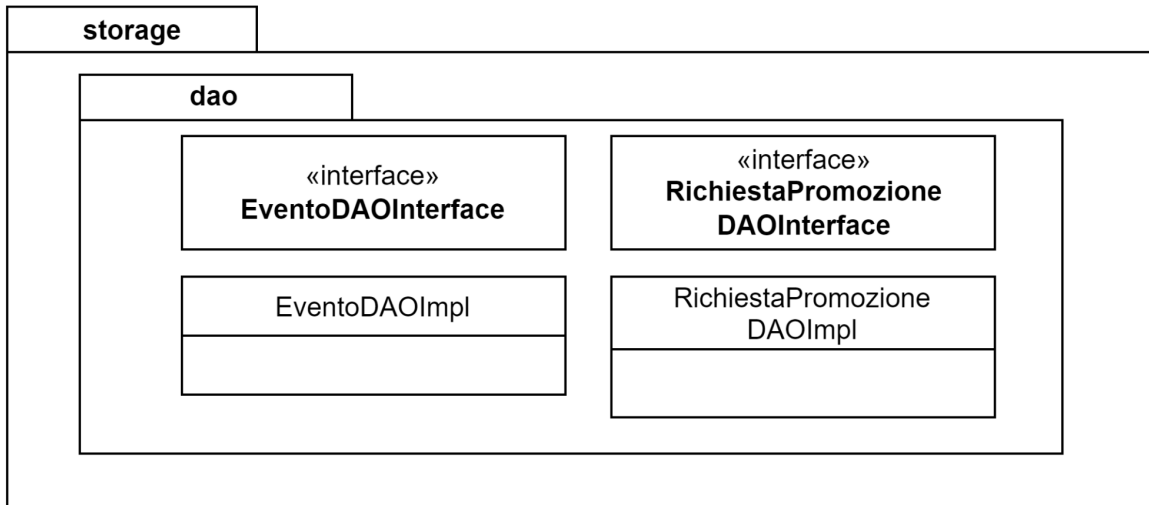 storage
dao
«interface»
EventoDAOInterface
«interface»
RichiestaPromozione
DAOInterface
EventoDAOImpl
RichiestaPromozione
DAOImpl